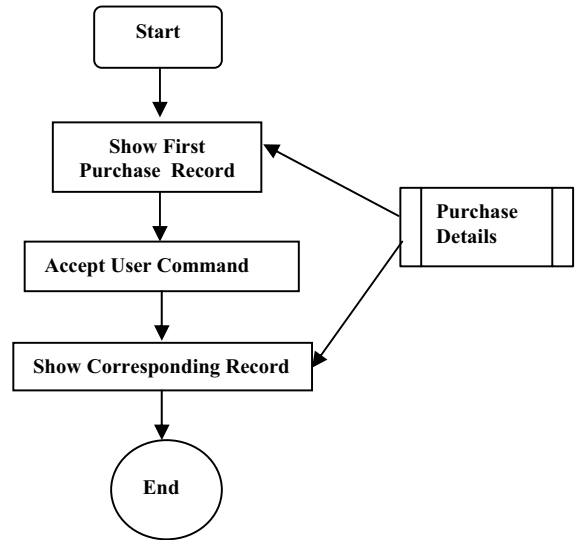 Start
Show First
Purchase Record
Purchase
Details
Accept User Command
Show Corresponding Record
End